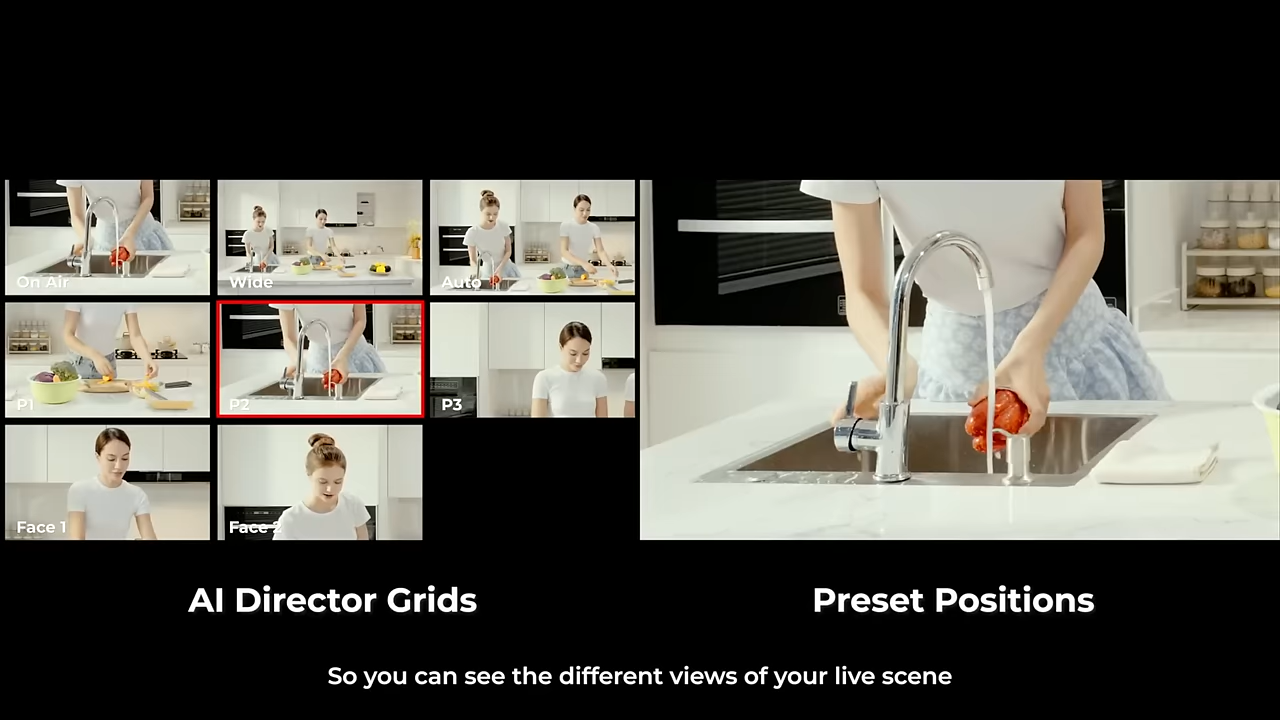 On Air
Wide
Auto
P1
P2
P3
Face 1
Face 2
AI Director Grids
Preset Positions
So you can see the different views of your live scene